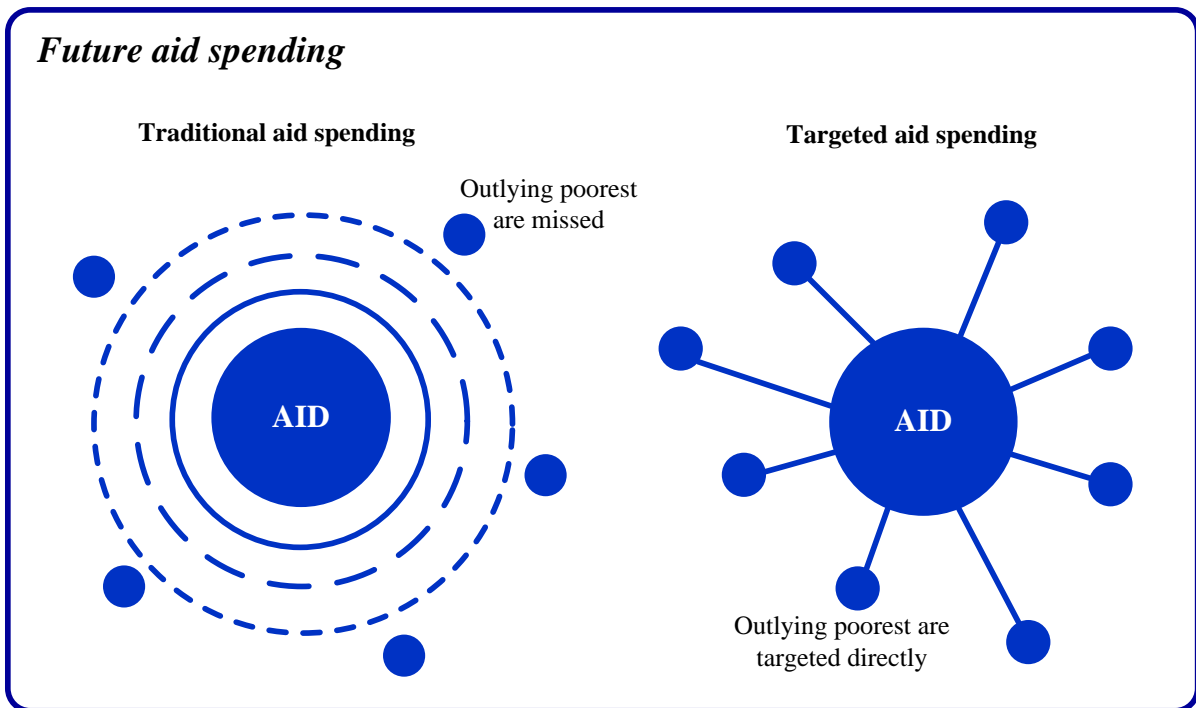 Future aid spending
Traditional aid spending
Outlying poorest
are missed
AID
Targeted aid spending
AID
Outlying poorest are
targeted directly